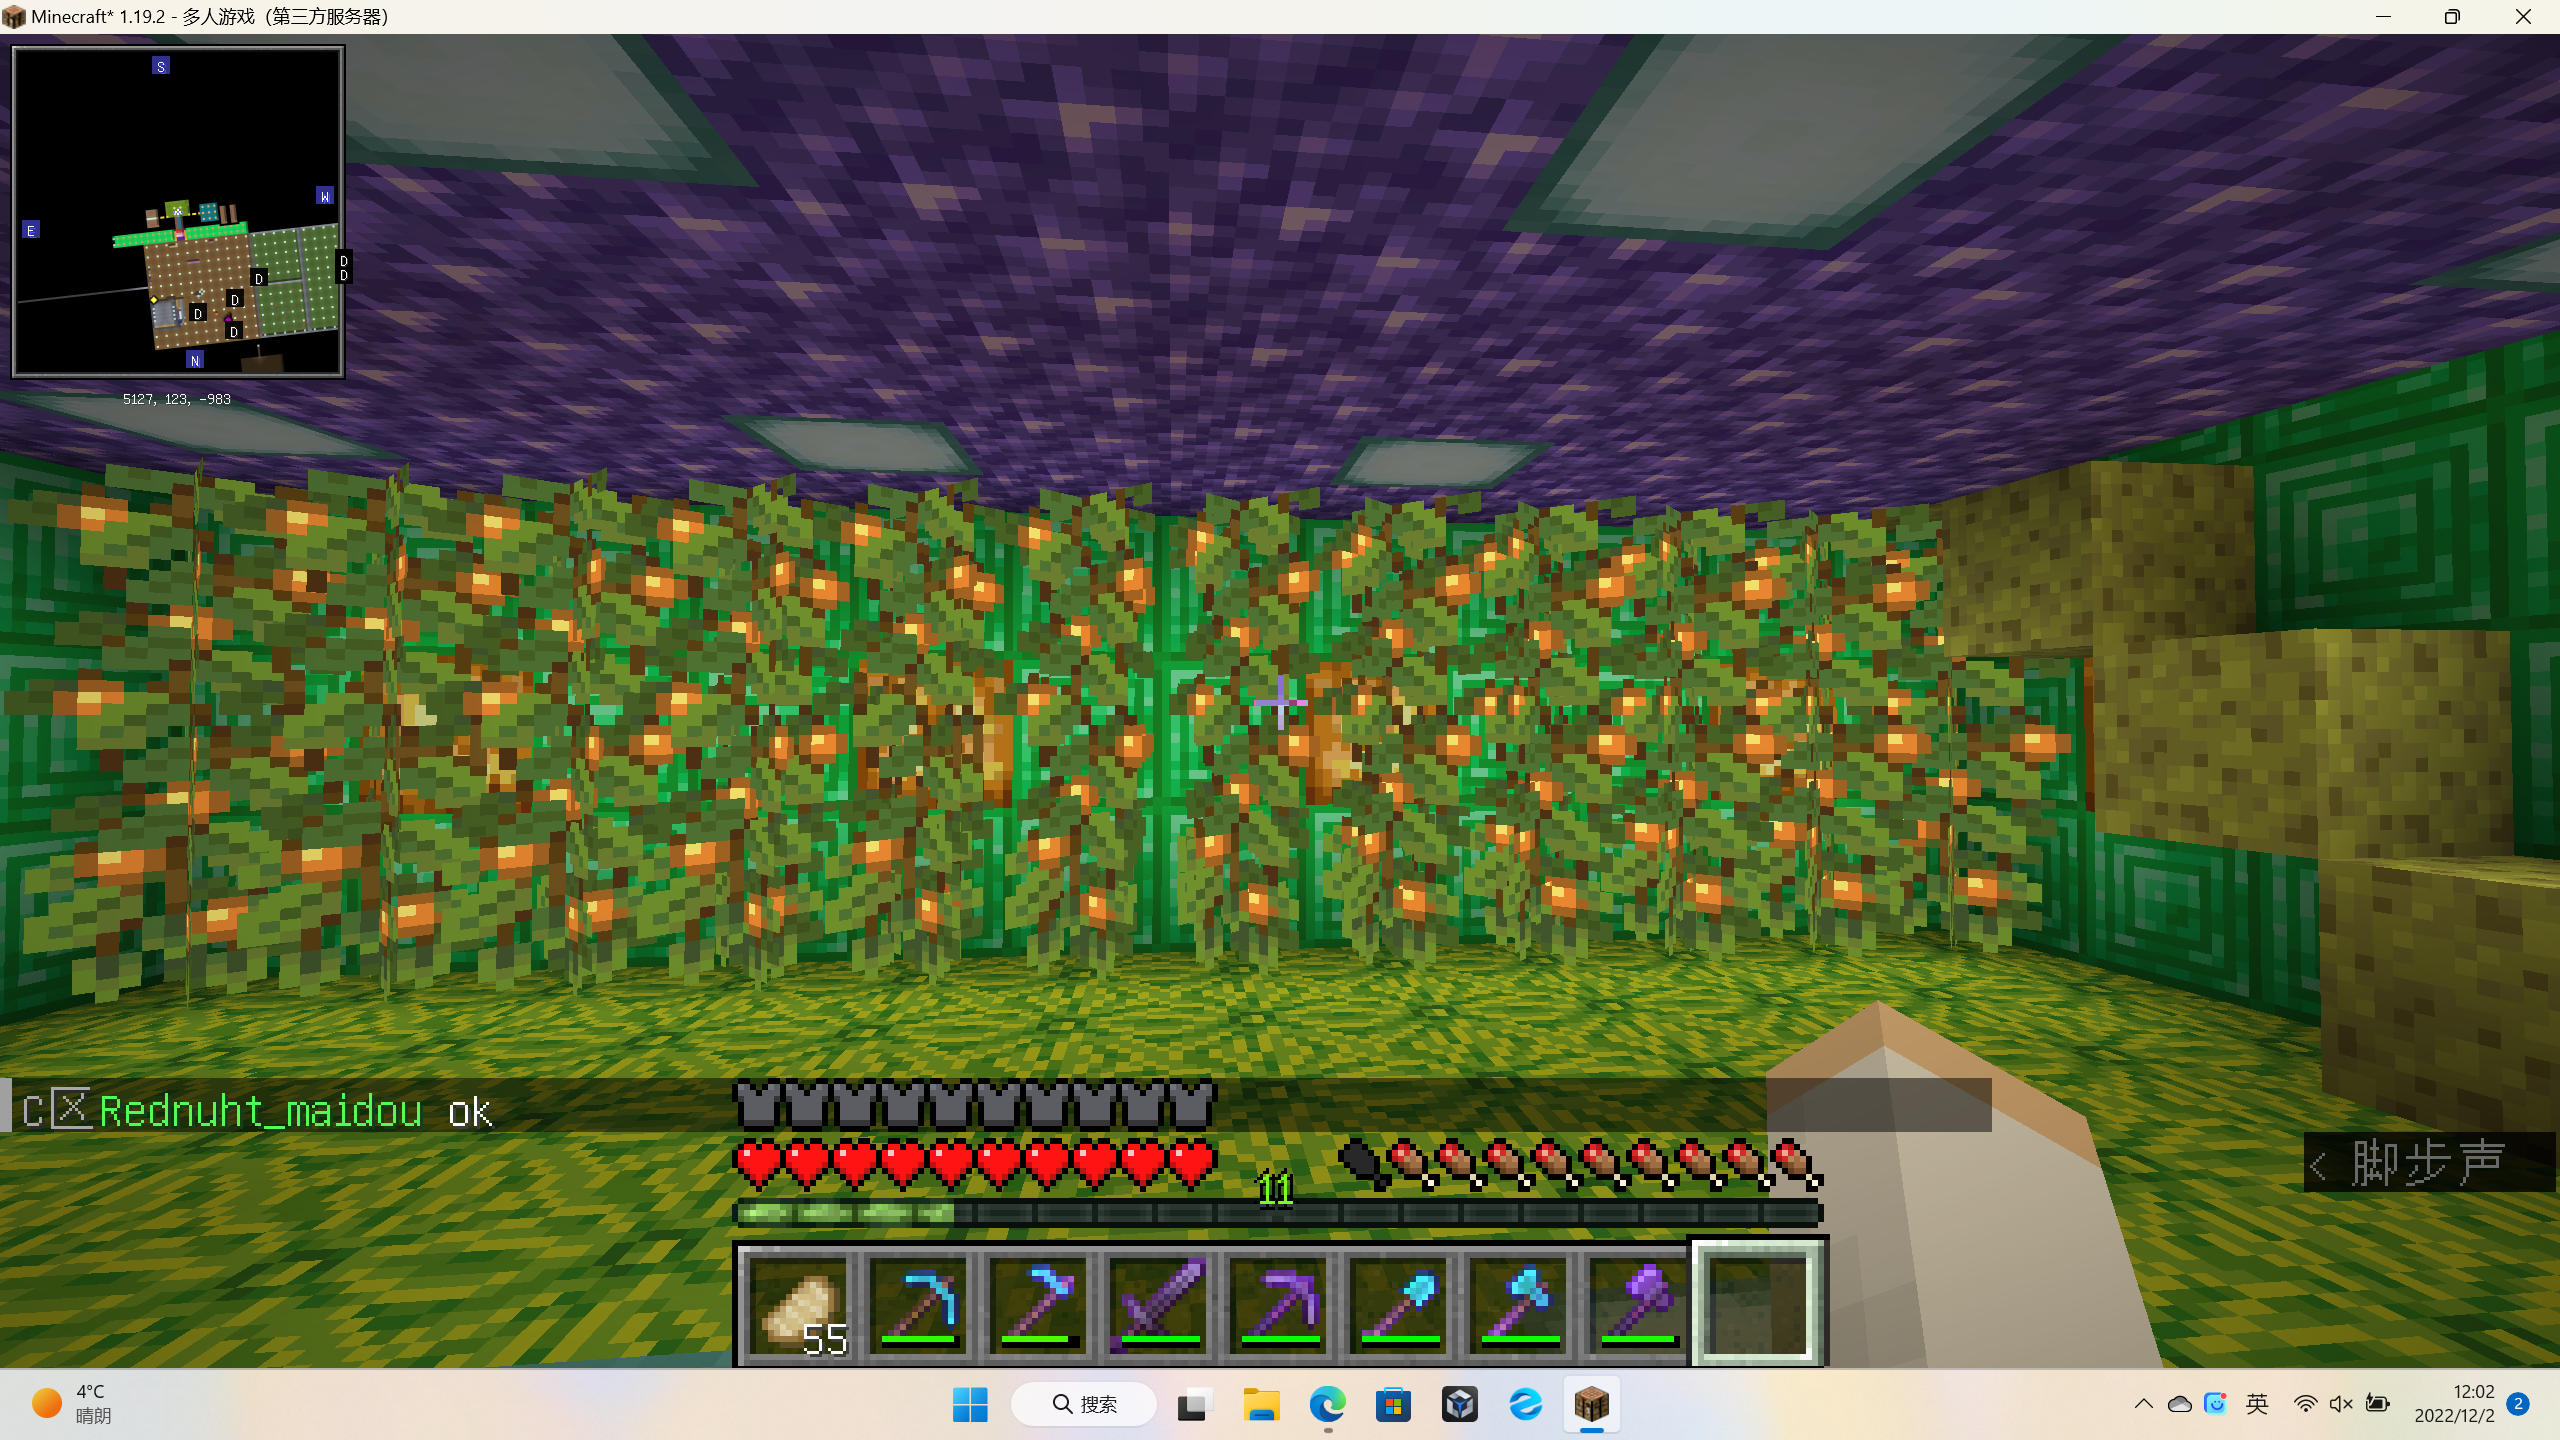 Minecraft* 1.19.2 - 多人游戏（第三方服务器）
S
W
E
D
D
D
D
D
D
N
5127, 123, -983
C Rednuht_maidou ok
< 脚步声
11
55
4°C
晴朗
搜索
英
12:02
2022/12/2
2